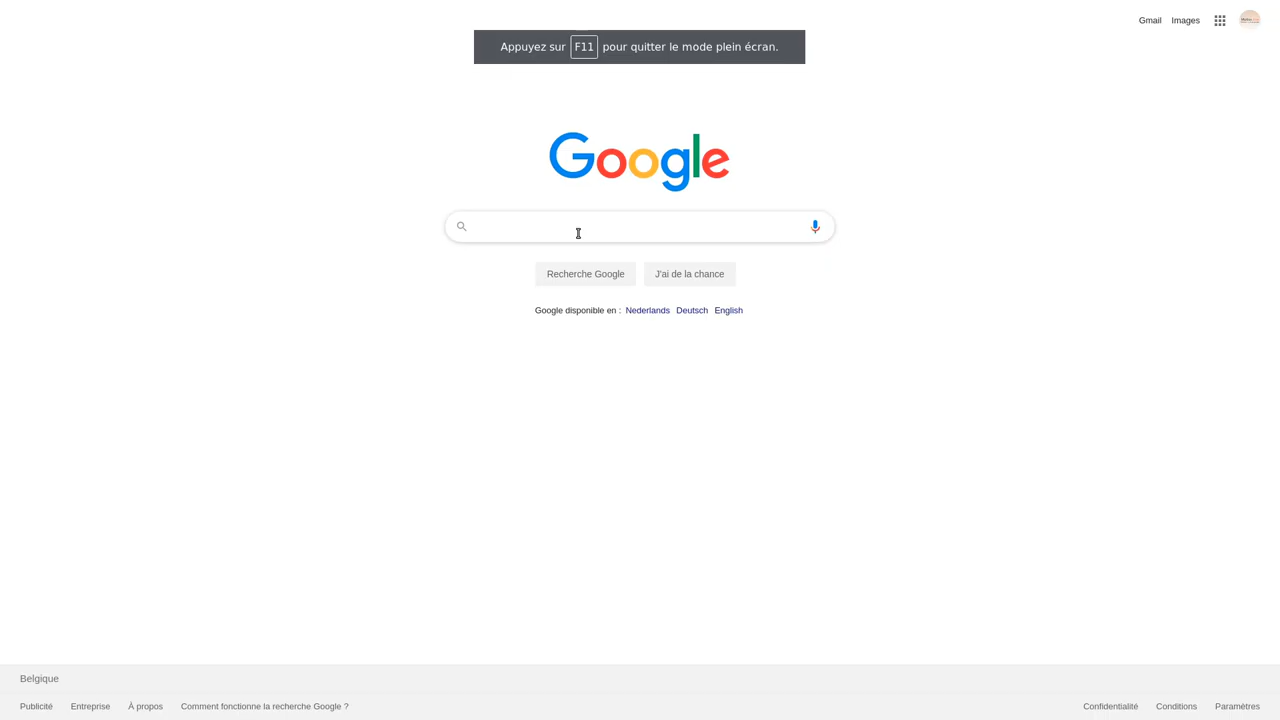 Gmail Images
Appuyez sur F11 pour quitter le mode plein écran.
Google
Recherche Google J'ai de la chance
Google disponible en : Nederlands Deutsch English
Belgique
Publicité Entreprise À propos Comment fonctionne la recherche Google ? Confidentialité Conditions Paramètres